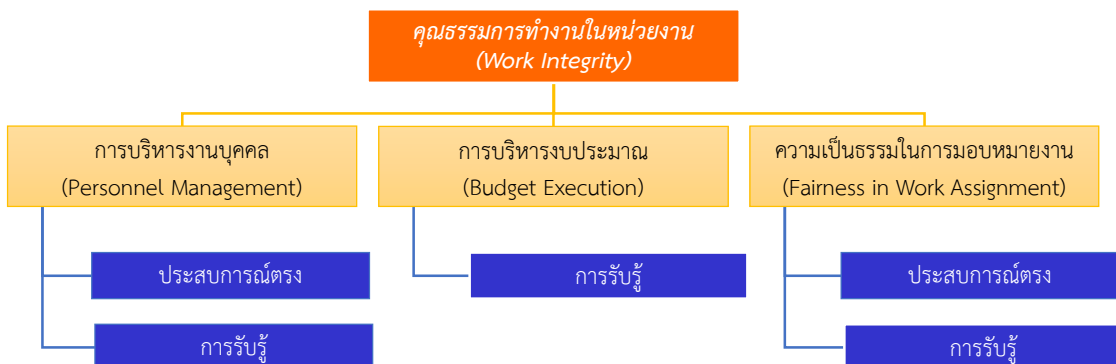 คุณธรรมการทำงานในหน่วยงาน
(Work Integrity)
การบริหารงานบุคคล
(Personnel Management)
การบริหารงบประมาณ
(Budget Execution)
ความเป็นธรรมในการมอบหมายงาน
(Fairness in Work Assignment)
ประสบการณ์ตรง
การรับรู้
การรับรู้
ประสบการณ์ตรง
การรับรู้